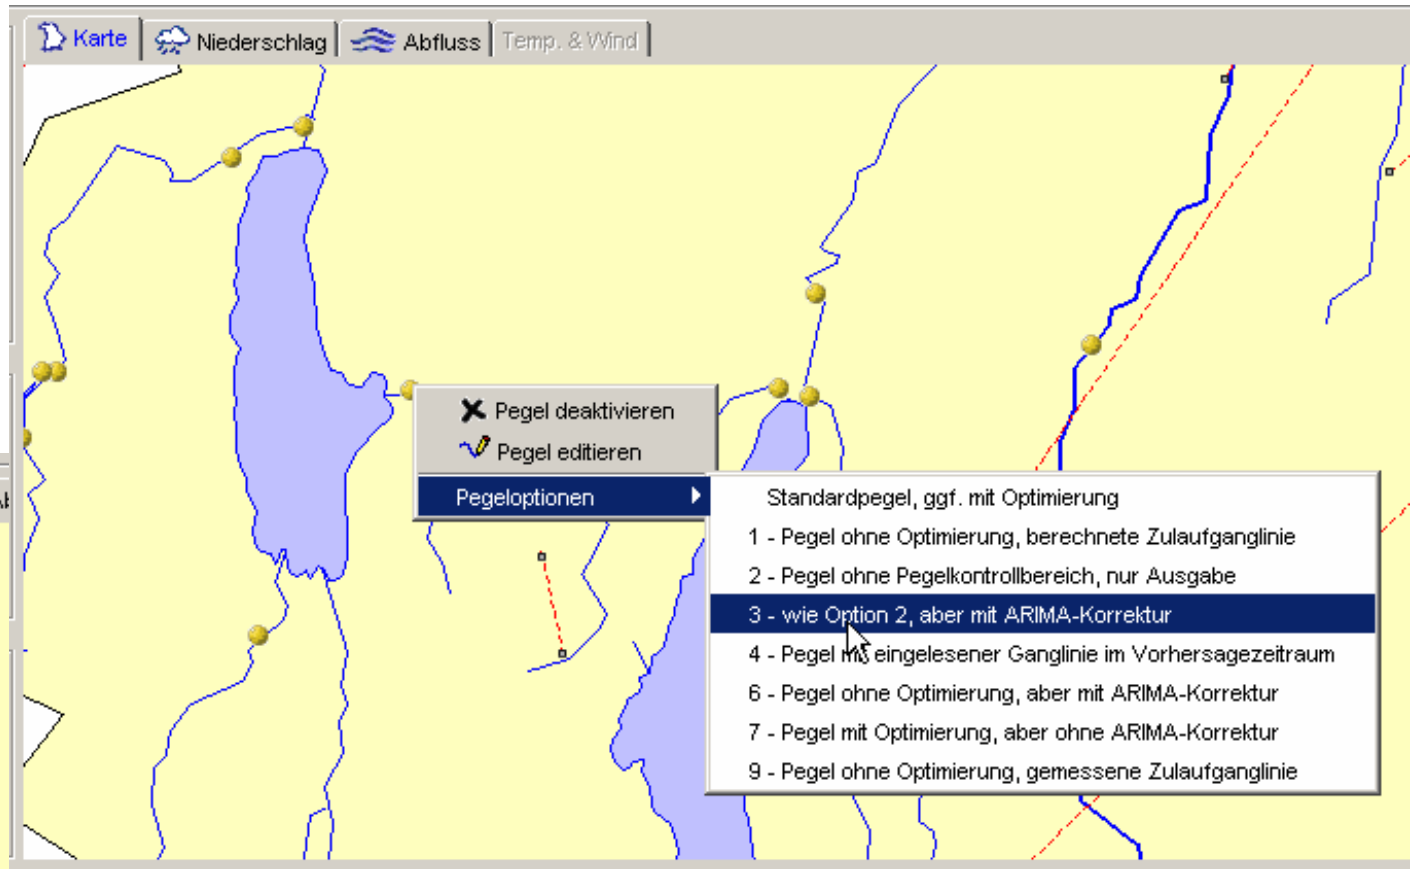 Karte Niederschlag Abfluss Temp. & Wind
Pegel deaktivieren
Pegel editieren
Pegeloptionen
Standardpegel, ggf. mit Optimierung
1 - Pegel ohne Optimierung, berechnete Zulaufganglinie
2 - Pegel ohne Pegelkontrollbereich, nur Ausgabe
3 - wie Option 2, aber mit ARIMA-Korrektur
4 - Pegel mit eingelesener Ganglinie im Vorhersagezeitraum
6 - Pegel ohne Optimierung, aber mit ARIMA-Korrektur
7 - Pegel mit Optimierung, aber ohne ARIMA-Korrektur
9 - Pegel ohne Optimierung, gemessene Zulaufganglinie